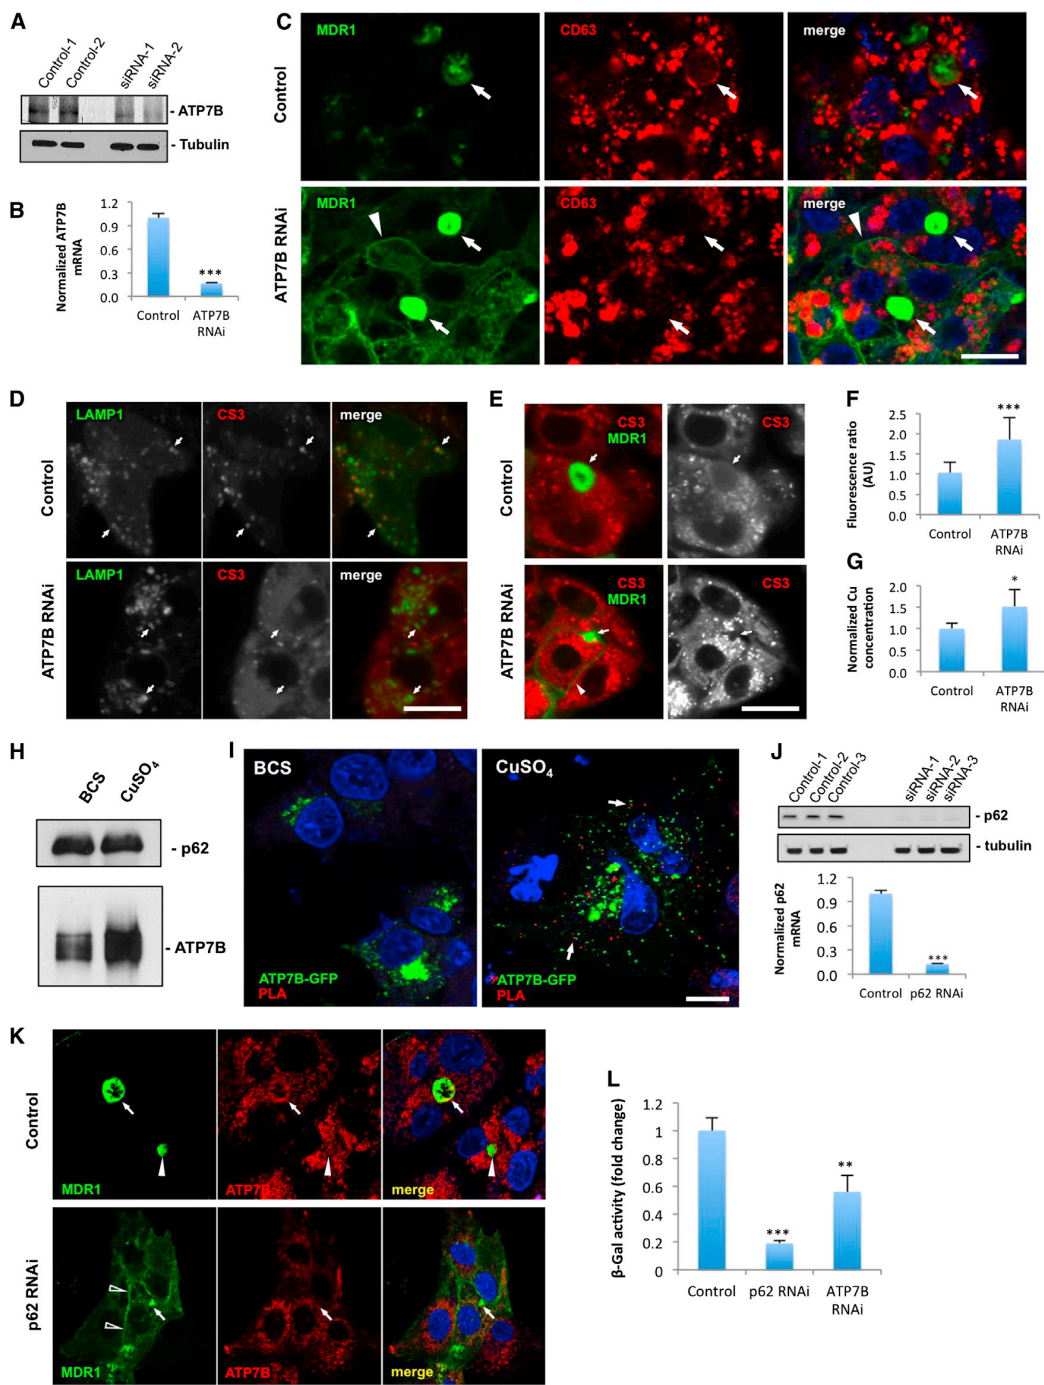 A
Control-1
Control-2
siRNA-1
siRNA-2
- ATP7B
- Tubulin
B
Normalized ATP7B
mRNA
1.2
0.9
0.6
0.3
0.0
***
Control
ATP7B
RNAi
C
Control
MDR1
CD63
merge
ATP7B RNAi
MDR1
CD63
merge
D
Control
LAMP1
CS3
merge
ATP7B RNAi
LAMP1
CS3
merge
E
Control
CS3
MDR1
CS3
ATP7B RNAi
CS3
MDR1
CS3
F
Fluorescence ratio
(AU)
2.5
2.0
1.5
1.0
0.5
0.0
***
Control
ATP7B
RNAi
G
Normalized Cu
concentration
2.0
1.5
1.0
0.5
0.0
*
Control
ATP7B
RNAi
H
BCS
CuSO₄
- p62
- ATP7B
I
BCS
ATP7B-GFP
PLA
CuSO₄
ATP7B-GFP
PLA
J
Control-1
Control-2
Control-3
siRNA-1
siRNA-2
siRNA-3
- p62
- tubulin
Normalized p62
mRNA
1.2
0.9
0.6
0.3
0.0
***
Control
p62 RNAi
K
Control
MDR1
ATP7B
merge
p62 RNAi
MDR1
ATP7B
merge
L
β-Gal activity (fold change)
1.2
1
0.8
0.6
0.4
0.2
0
***
**
Control
p62 RNAi
ATP7B
RNAi